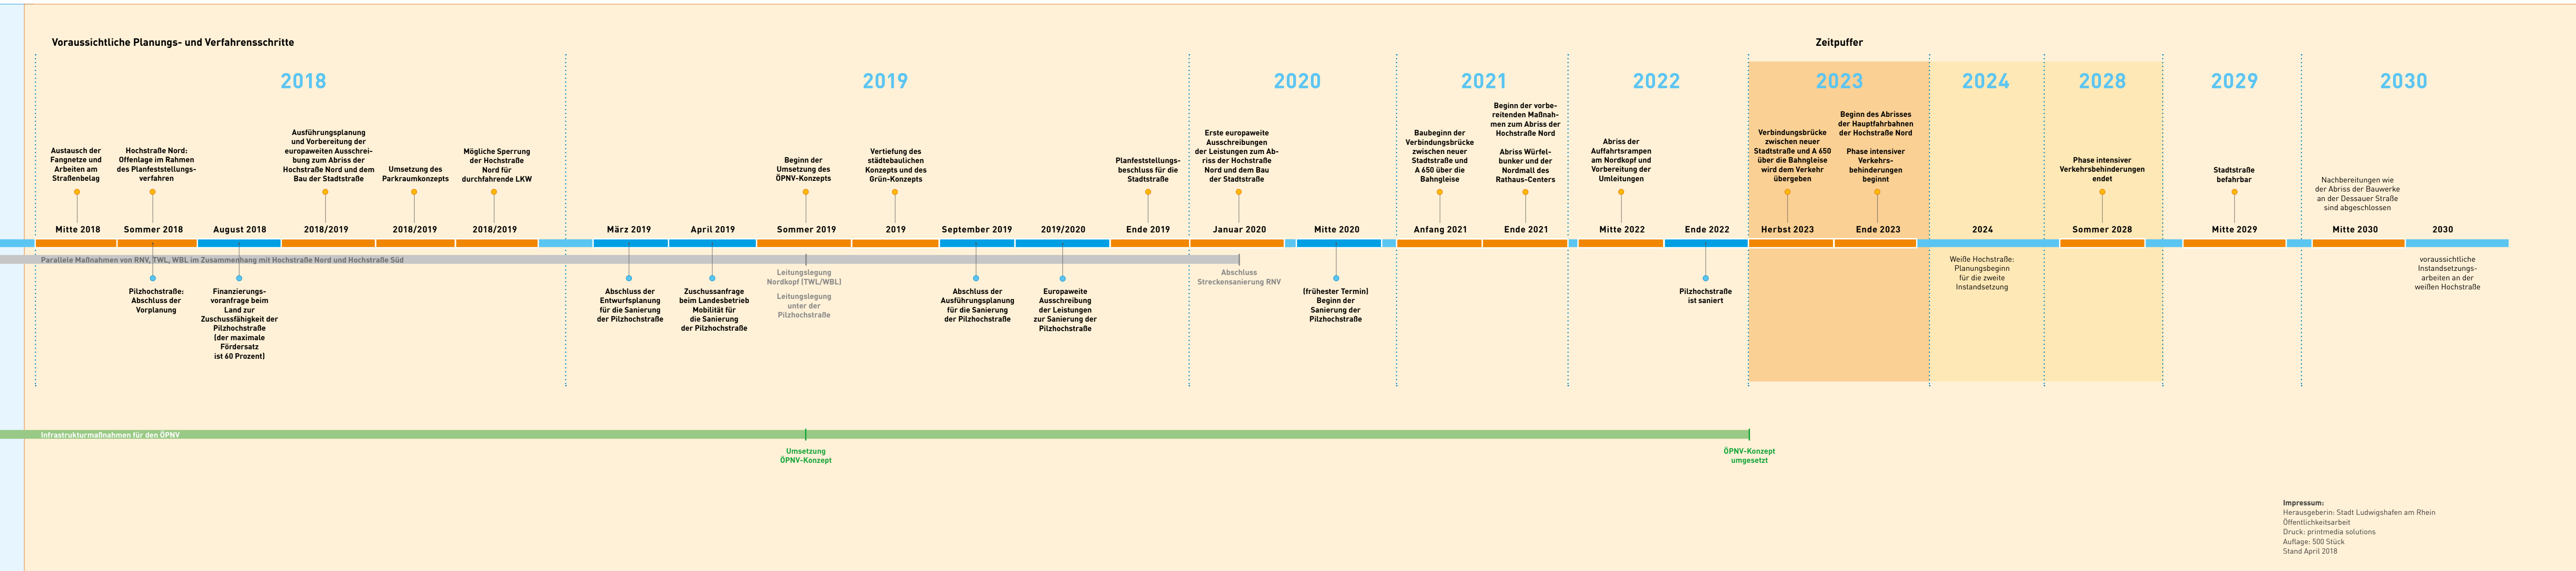 Voraussichtliche Planungs- und Verfahrensschritte
Zeitpuffer
2018
2019
2020
2021
2022
2023
2024
2028
2029
2030
Austausch der
Fangnetze und
Arbeiten am
Straßenbelag
Hochstraße Nord:
Offenlage im Rahmen
des Planfeststellungs-
verfahren
Ausführungsplanung
und Vorbereitung der
europaweiten Ausschrei-
bung zum Abriss der
Hochstraße Nord und dem
Bau der Stadtstraße
Umsetzung des
Parkraumkonzepts
Mögliche Sperrung
der Hochstraße
Nord für
durchfahrende LKW
Beginn der
Umsetzung des
ÖPNV-Konzepts
Vertiefung des
städtebaulichen
Konzepts und des
Grün-Konzepts
Planfeststellungs-
beschluss für die
Stadtstraße
Erste europaweite
Ausschreibungen
der Leistungen zum Ab-
riss der Hochstraße
Nord und dem Bau
der Stadtstraße
Baubeginn der
Verbindungsbrücke
zwischen neuer
Stadtstraße und
A 650 über die
Bahngleise
Beginn der vorbe-
reitenden Maßnah-
men zum Abriss der
Hochstraße Nord
Abriss Würfel-
bunker und der
Nordmall des
Rathaus-Centers
Abriss der
Auffahrtsrampen
am Nordkopf und
Vorbereitung der
Umleitungen
Verbindungsbrücke
zwischen neuer
Stadtstraße und A 650
über die Bahngleise
wird dem Verkehr
übergeben
Beginn des Abrisses
der Hauptfahrbahnen
der Hochstraße Nord
Phase intensiver
Verkehrs-
behinderungen
beginnt
Phase intensiver
Verkehrsbehinderungen
endet
Stadtstraße
befahrbar
Nachbereitungen wie
der Abriss der Bauwerke
an der Dessauer Straße
sind abgeschlossen
Mitte 2018
Sommer 2018
August 2018
2018/2019
2018/2019
2018/2019
März 2019
April 2019
Sommer 2019
2019
September 2019
2019/2020
Ende 2019
Januar 2020
Mitte 2020
Anfang 2021
Ende 2021
Mitte 2022
Ende 2022
Herbst 2023
Ende 2023
2024
Sommer 2028
Mitte 2029
Mitte 2030
2030
Parallele Maßnahmen von RNV, TWL, WBL im Zusammenhang mit Hochstraße Nord und Hochstraße Süd
Pilzhochstraße:
Abschluss der
Vorplanung
Finanzierungs-
voranfrage beim
Land zur
Zuschussfähigkeit der
Pilzhochstraße
(der maximale
Fördersatz
ist 60 Prozent)
Abschluss der
Entwurfsplanung
für die Sanierung
der Pilzhochstraße
Zuschussanfrage
beim Landesbetrieb
Mobilität für
die Sanierung
der Pilzhochstraße
Leitungslegung
Nordkopf (TWL/WBL)
Leitungslegung
unter der
Pilzhochstraße
Abschluss der
Ausführungsplanung
für die Sanierung
der Pilzhochstraße
Europaweite
Ausschreibung
der Leistungen
zur Sanierung der
Pilzhochstraße
Abschluss
Streckensanierung RNV
(frühester Termin)
Beginn der
Sanierung der
Pilzhochstraße
Pilzhochstraße
ist saniert
Weiße Hochstraße:
Planungsbeginn
für die zweite
Instandsetzung
voraussichtliche
Instandsetzungs-
arbeiten an der
weißen Hochstraße
Infrastrukturmaßnahmen für den ÖPNV
Umsetzung
ÖPNV-Konzept
ÖPNV-Konzept
umgesetzt
Impressum:
Herausgeberin: Stadt Ludwigshafen am Rhein
Öffentlichkeitsarbeit
Druck: printmedia solutions
Auflage: 500 Stück
Stand April 2018